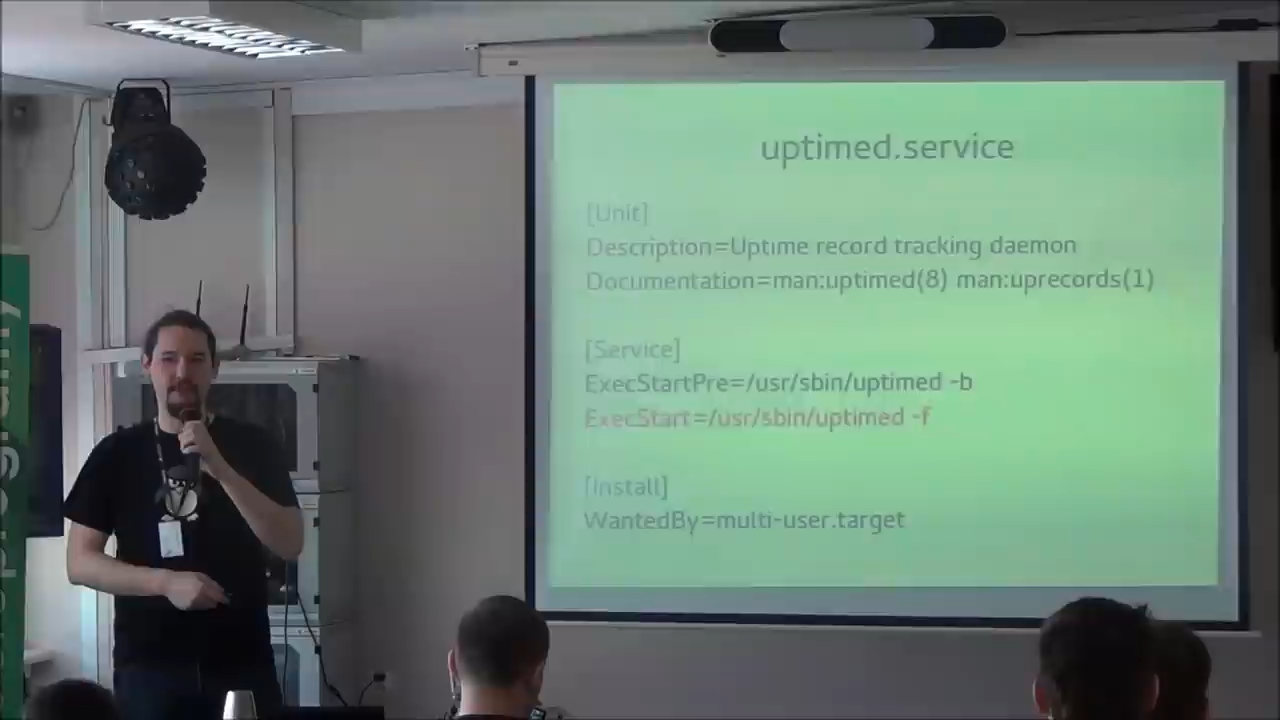 uptimed.service
[Unit]
Description=Uptime record tracking daemon
Documentation=man:uptimed(8) man:uprecords(1)
[Service]
ExecStartPre=/usr/sbin/uptimed -b
ExecStart=/usr/sbin/uptimed -f
[Install]
WantedBy=multi-user.target